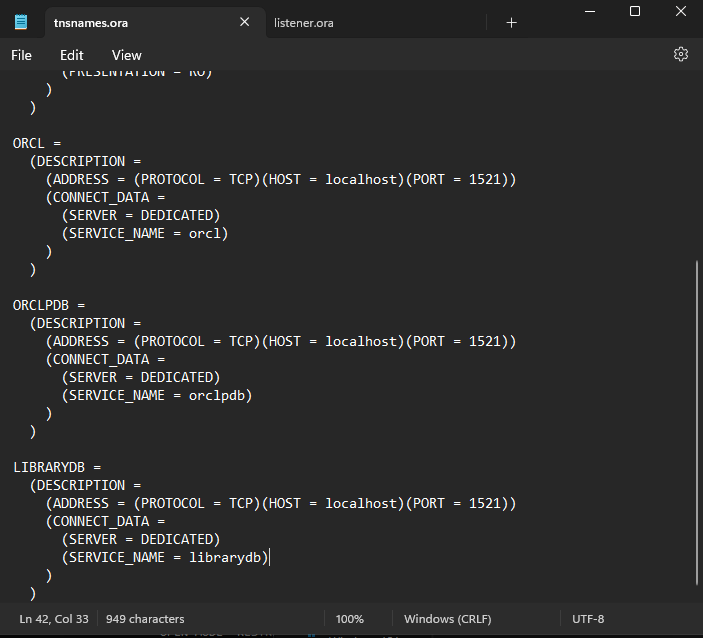 tnsnames.ora
listener.ora
File Edit View
(PRESENTATION = RO)
)
)
ORCL =
(DESCRIPTION =
(ADDRESS = (PROTOCOL = TCP)(HOST = localhost)(PORT = 1521))
(CONNECT_DATA =
(SERVER = DEDICATED)
(SERVICE_NAME = orcl)
)
)
ORCLPDB =
(DESCRIPTION =
(ADDRESS = (PROTOCOL = TCP)(HOST = localhost)(PORT = 1521))
(CONNECT_DATA =
(SERVER = DEDICATED)
(SERVICE_NAME = orclpdb)
)
)
LIBRARYDB =
(DESCRIPTION =
(ADDRESS = (PROTOCOL = TCP)(HOST = localhost)(PORT = 1521))
(CONNECT_DATA =
(SERVER = DEDICATED)
(SERVICE_NAME = librarydb)
)
)
Ln 42, Col 33 949 characters 100% Windows (CRLF) UTF-8